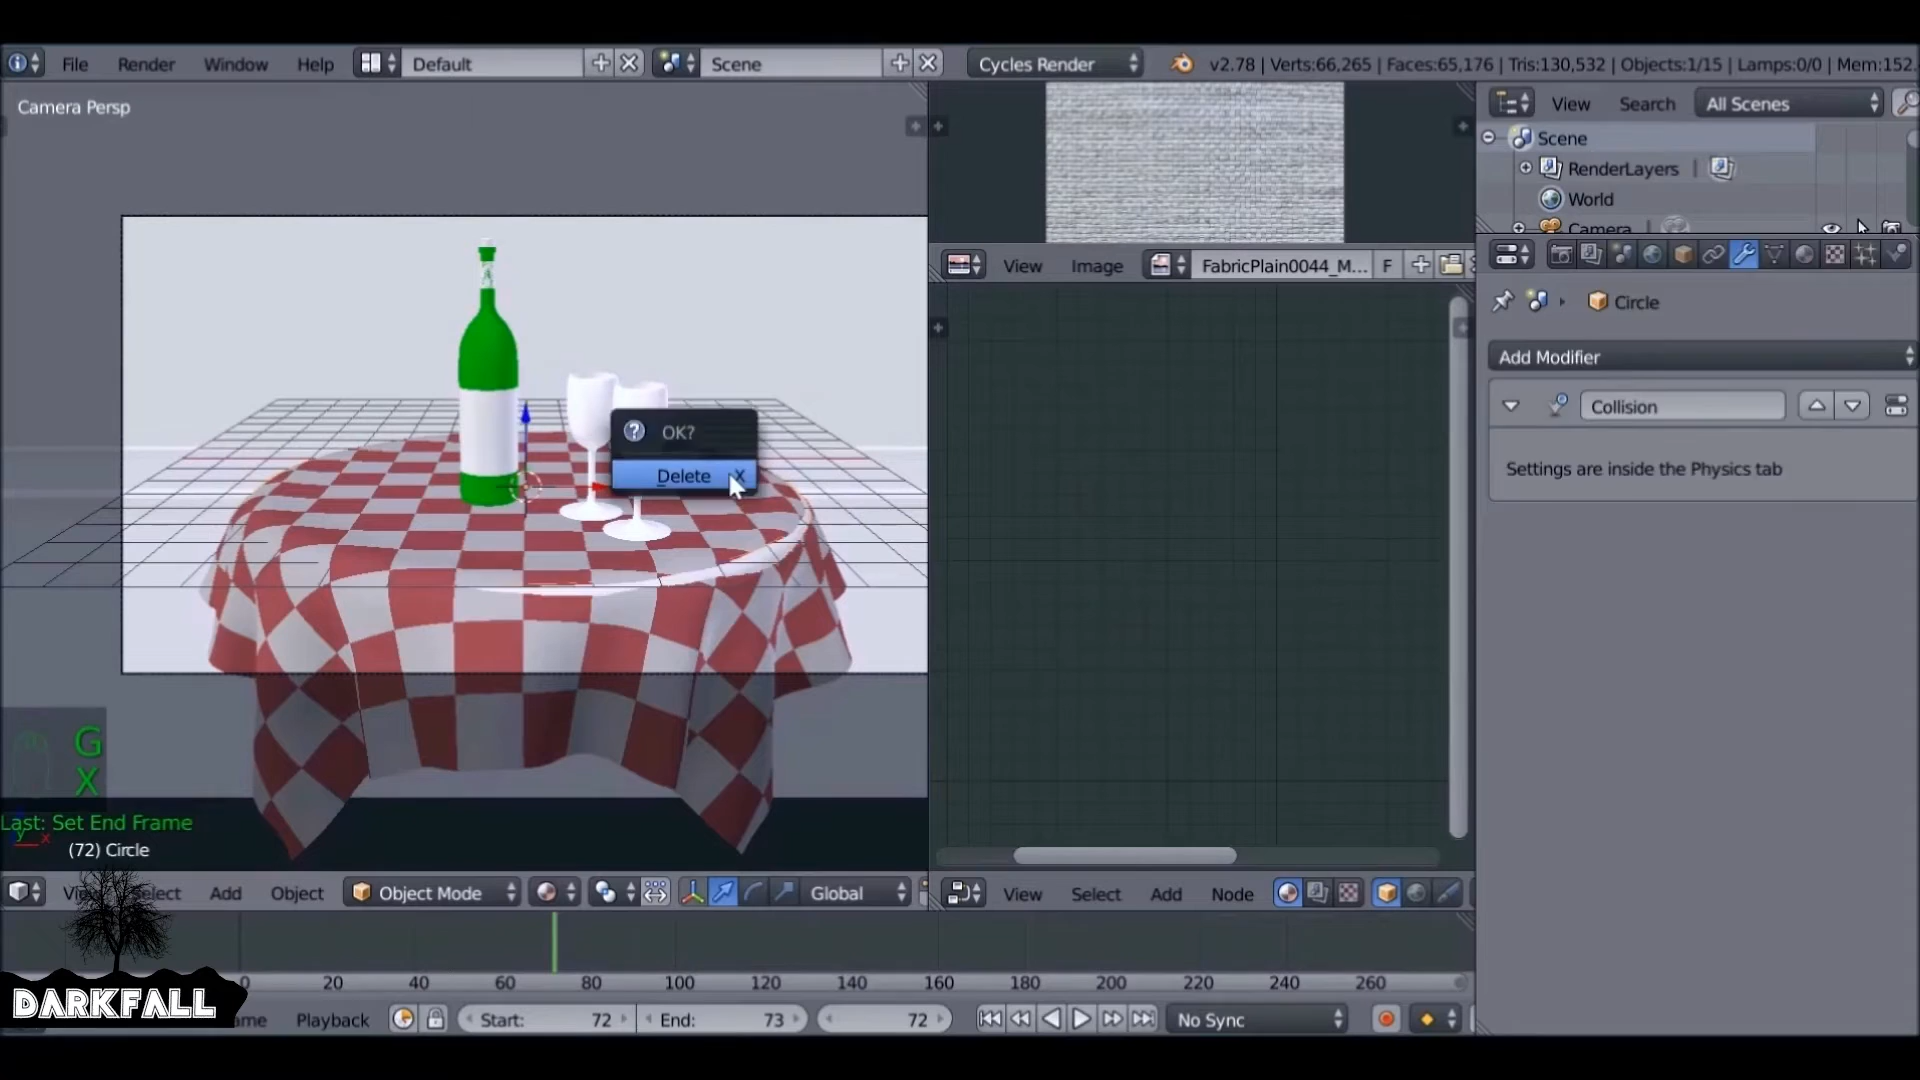 File Render Window Help Default Scene Cycles Render v2.78 | Verts:66,265 | Faces:65,176 | Tris:130,532 | Objects:1/15 | Lamps:0/0 | Mem:152.
Camera Persp
View Search All Scenes
Scene
RenderLayers
World
Camera
View Image FabricPlain0044_M... F
Circle
Add Modifier
Collision
Settings are inside the Physics tab
OK?
Delete X
G
X
Last: Set End Frame
(72) Circle
Select Add Object Object Mode Global
View Select Add Node
0 20 40 60 80 100 120 140 160 180 200 220 240 260
DARKFALL
Playback Start: 72 End: 73 72 No Sync